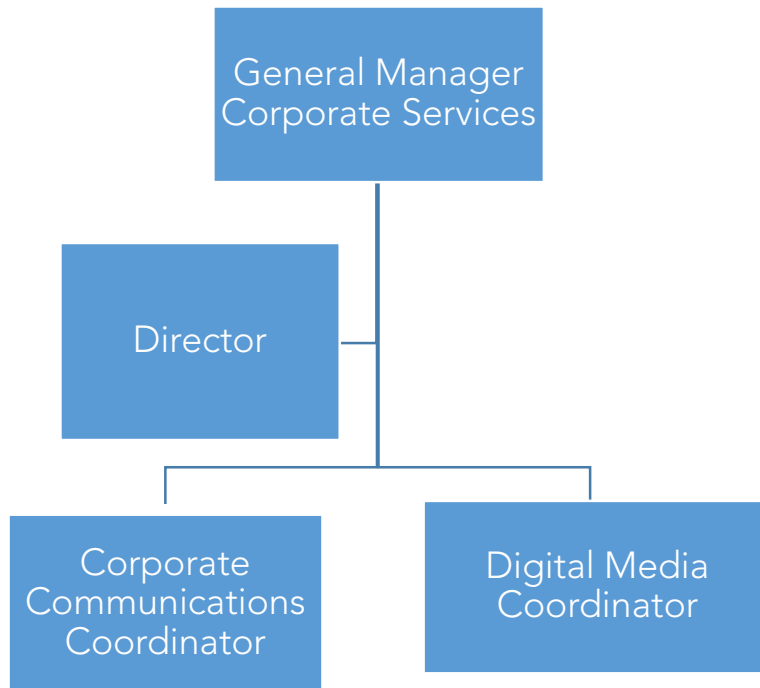 General Manager
Corporate Services
Director
Corporate
Communications
Coordinator
Digital Media
Coordinator